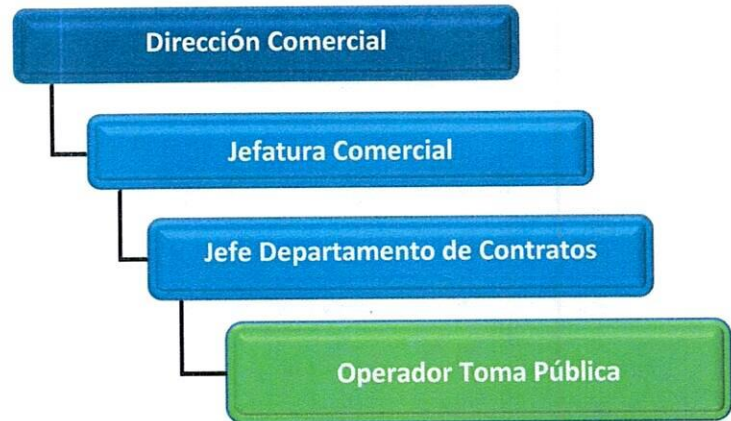 Dirección Comercial
Jefatura Comercial
Jefe Departamento de Contratos
Operador Toma Pública